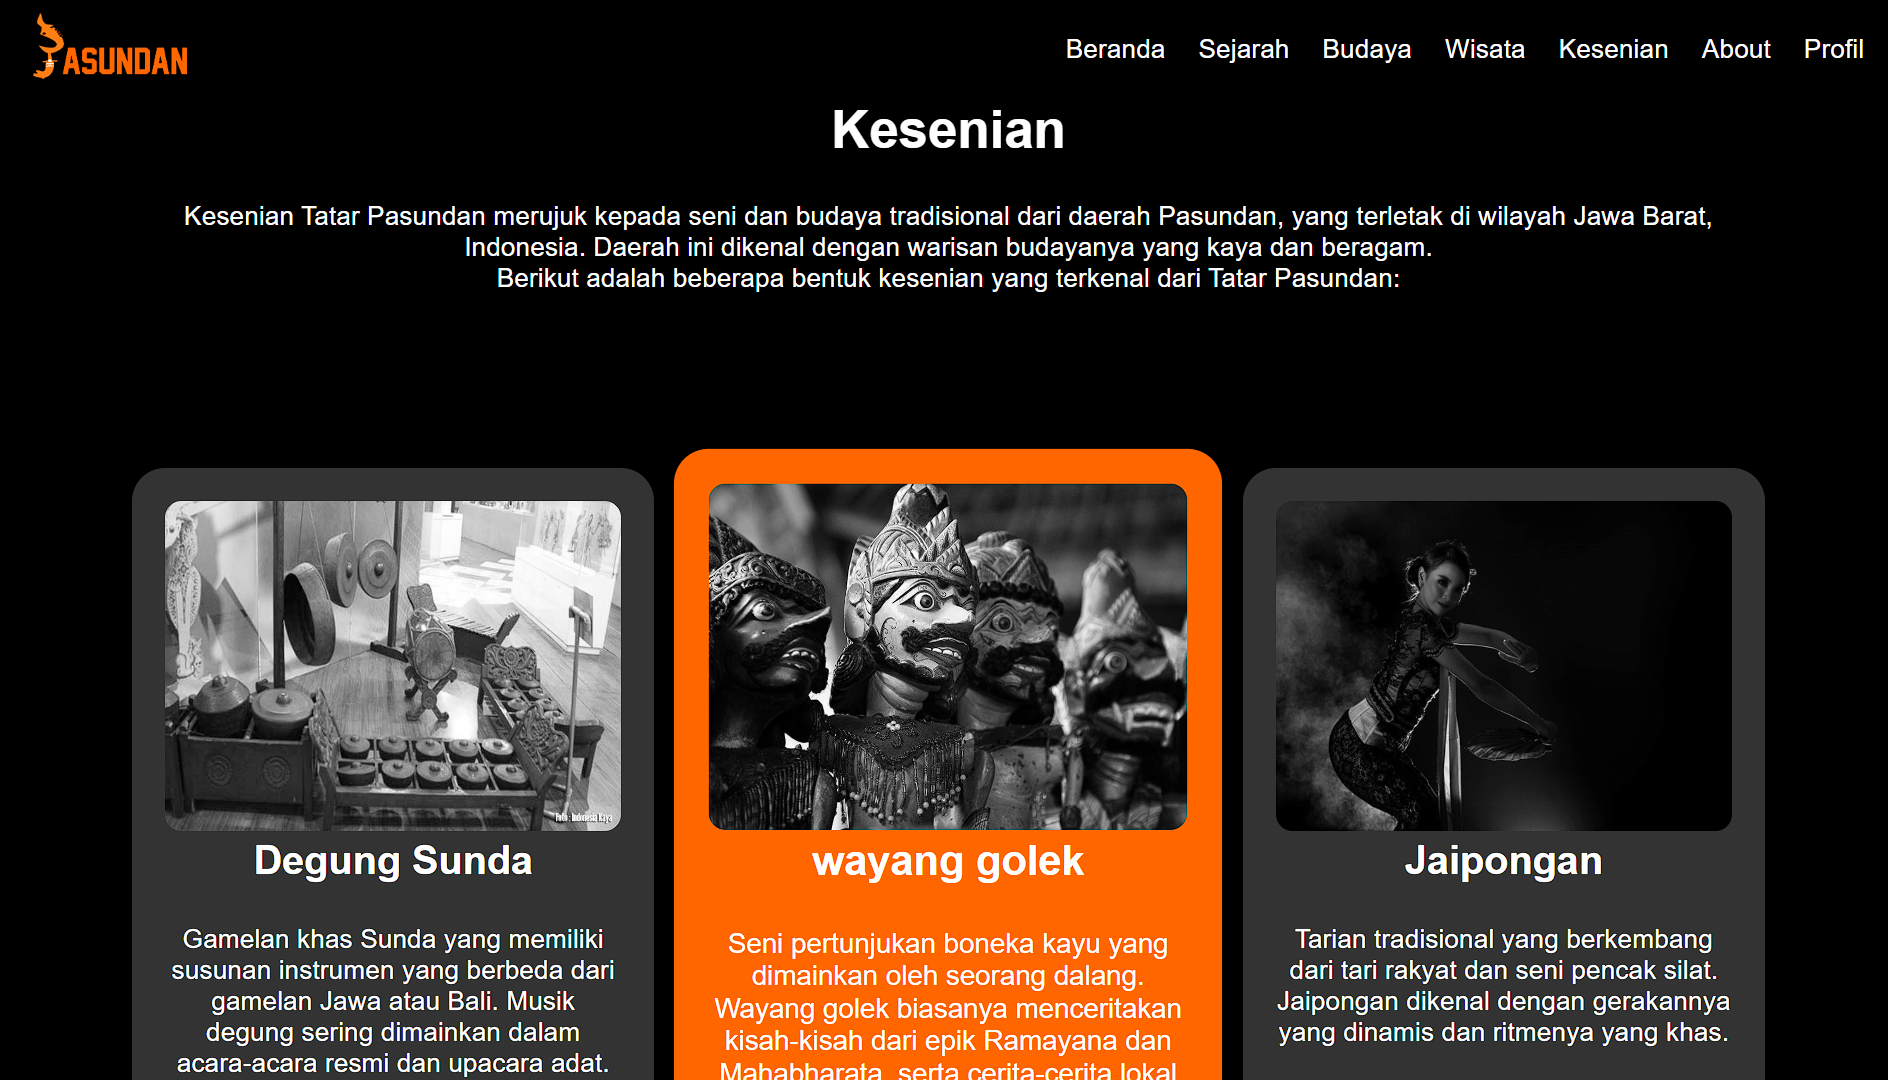 PASUNDAN
Beranda Sejarah Budaya Wisata Kesenian About Profil
Kesenian
Kesenian Tatar Pasundan merujuk kepada seni dan budaya tradisional dari daerah Pasundan, yang terletak di wilayah Jawa Barat,
Indonesia. Daerah ini dikenal dengan warisan budayanya yang kaya dan beragam.
Berikut adalah beberapa bentuk kesenian yang terkenal dari Tatar Pasundan:
Foto : Indonesia Kaya
Degung Sunda
Gamelan khas Sunda yang memiliki
susunan instrumen yang berbeda dari
gamelan Jawa atau Bali. Musik
degung sering dimainkan dalam
acara-acara resmi dan upacara adat.
wayang golek
Seni pertunjukan boneka kayu yang
dimainkan oleh seorang dalang.
Wayang golek biasanya menceritakan
kisah-kisah dari epik Ramayana dan
Mahabharata, serta cerita-cerita lokal
Jaipongan
Tarian tradisional yang berkembang
dari tari rakyat dan seni pencak silat.
Jaipongan dikenal dengan gerakannya
yang dinamis dan ritmenya yang khas.